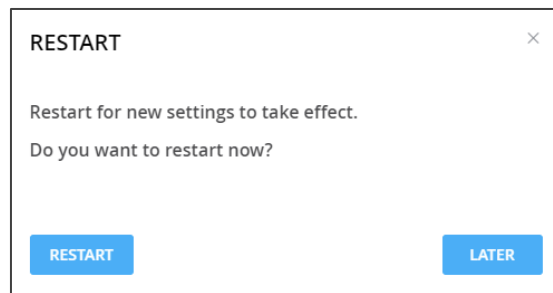 RESTART
Restart for new settings to take effect.
Do you want to restart now?
RESTART
LATER